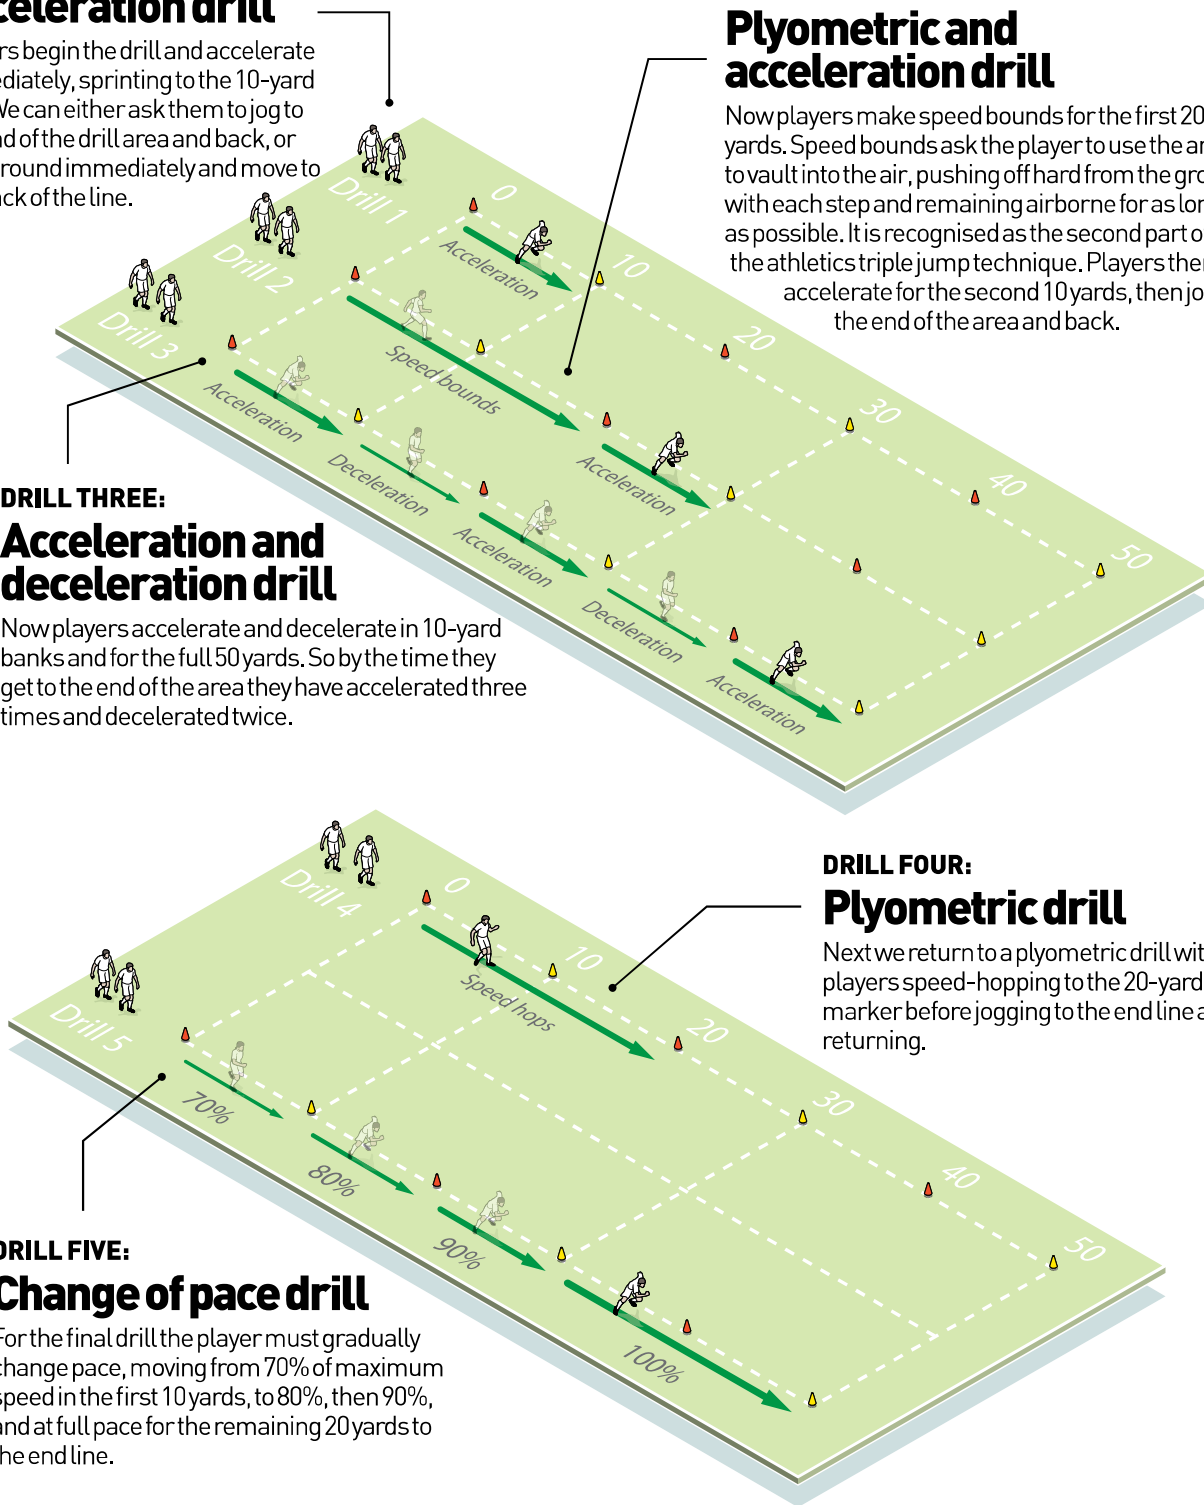 celeration drill
rs begin the drill and accelerate
ediately, sprinting to the 10-yard
We can either ask them to jog to
nd of the drill area and back, or
round immediately and move to
ack of the line.
Plyometric and
acceleration drill
Now players make speed bounds for the first 20
yards. Speed bounds ask the player to use the ar
to vault into the air, pushing off hard from the gro
with each step and remaining airborne for as lon
as possible. It is recognised as the second part o
the athletics triple jump technique. Players then
accelerate for the second 10 yards, then jo
the end of the area and back.
Drill 1
Drill 2
Drill 3
0
10
20
30
40
50
Acceleration
Speed bounds
Acceleration
Acceleration
Deceleration
Acceleration
Deceleration
Acceleration
DRILL THREE:
Acceleration and
deceleration drill
Now players accelerate and decelerate in 10-yard
banks and for the full 50 yards. So by the time they
get to the end of the area they have accelerated three
times and decelerated twice.
Drill 4
Drill 5
0
10
20
30
40
50
Speed hops
70%
80%
90%
100%
DRILL FOUR:
Plyometric drill
Next we return to a plyometric drill wit
players speed-hopping to the 20-yard
marker before jogging to the end line a
returning.
DRILL FIVE:
Change of pace drill
For the final drill the player must gradually
change pace, moving from 70% of maximum
speed in the first 10 yards, to 80%, then 90%,
and at full pace for the remaining 20 yards to
the end line.